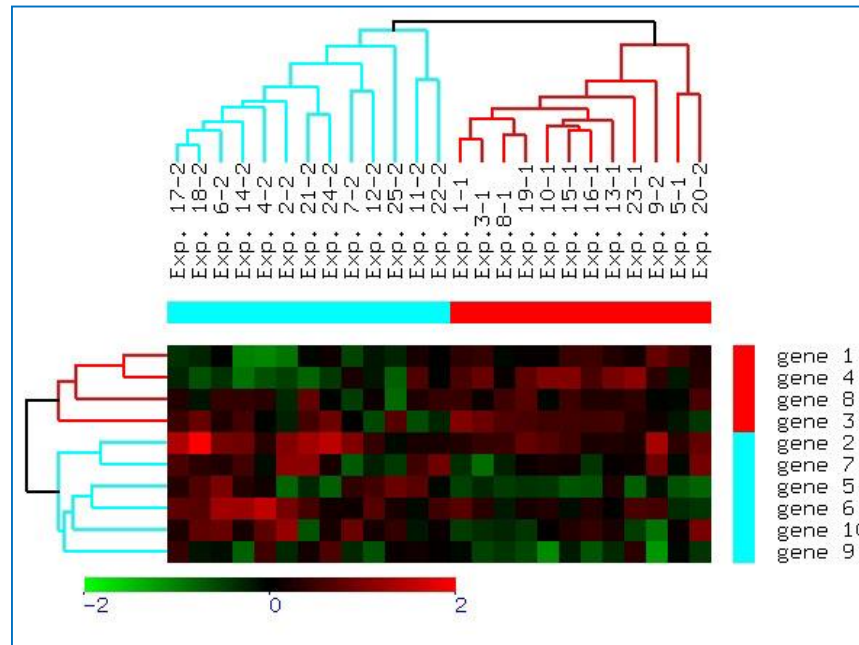 Exp. 17-2
Exp. 18-2
Exp. 6-2
Exp. 14-2
Exp. 4-2
Exp. 2-2
Exp. 21-2
Exp. 24-2
Exp. 7-2
Exp. 12-2
Exp. 25-2
Exp. 11-2
Exp. 22-2
Exp. 1-1
Exp. 3-1
Exp. 8-1
Exp. 19-1
Exp. 10-1
Exp. 15-1
Exp. 16-1
Exp. 13-1
Exp. 23-1
Exp. 9-2
Exp. 5-1
Exp. 20-2
gene 1
gene 4
gene 8
gene 3
gene 2
gene 7
gene 5
gene 6
gene 10
gene 9
-2 0 2